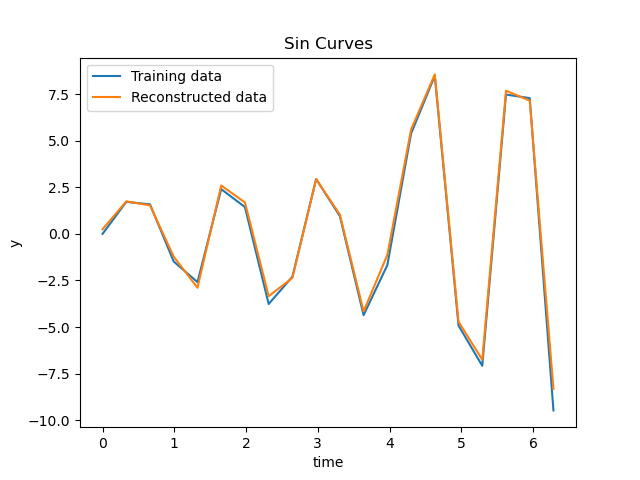 Sin Curves
Training data
Reconstructed data
7.5
5.0
2.5
0.0
−2.5
−5.0
−7.5
−10.0
y
0 1 2 3 4 5 6
time